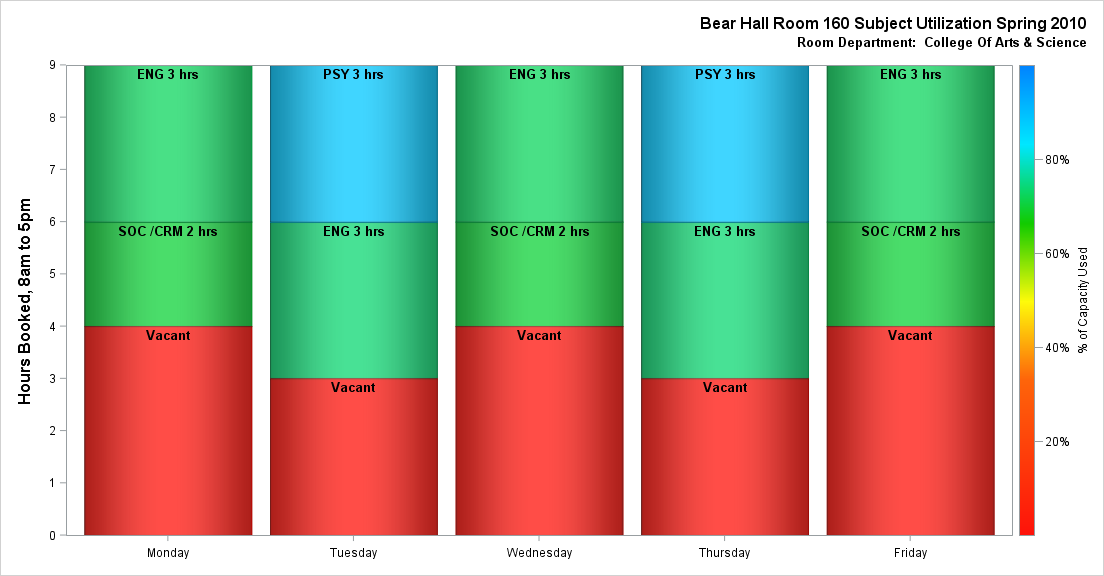 Bear Hall Room 160 Subject Utilization Spring 2010
Room Department:  College Of Arts & Science
Hours Booked, 8am to 5pm
9
8
7
6
5
4
3
2
1
0
ENG 3 hrs
SOC /CRM 2 hrs
Vacant
PSY 3 hrs
ENG 3 hrs
Vacant
ENG 3 hrs
SOC /CRM 2 hrs
Vacant
PSY 3 hrs
ENG 3 hrs
Vacant
ENG 3 hrs
SOC /CRM 2 hrs
Vacant
Monday
Tuesday
Wednesday
Thursday
Friday
80%
60%
40%
20%
% of Capacity Used